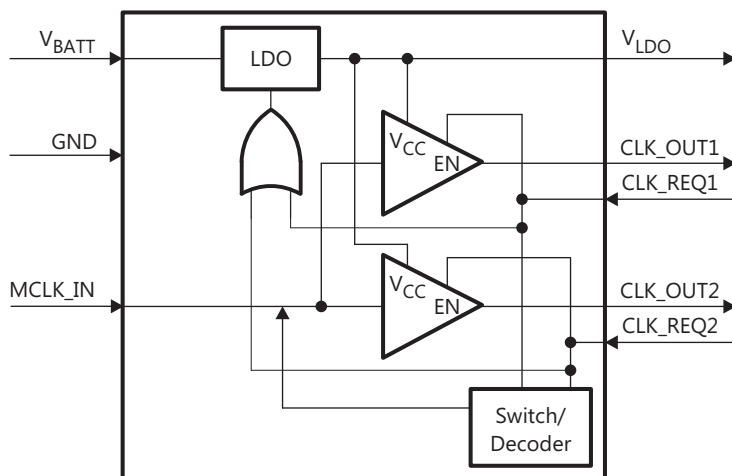 V_BATT
LDO
V_LDO
GND
V_CC
EN
CLK_OUT1
CLK_REQ1
MCLK_IN
V_CC
EN
CLK_OUT2
CLK_REQ2
Switch/
Decoder